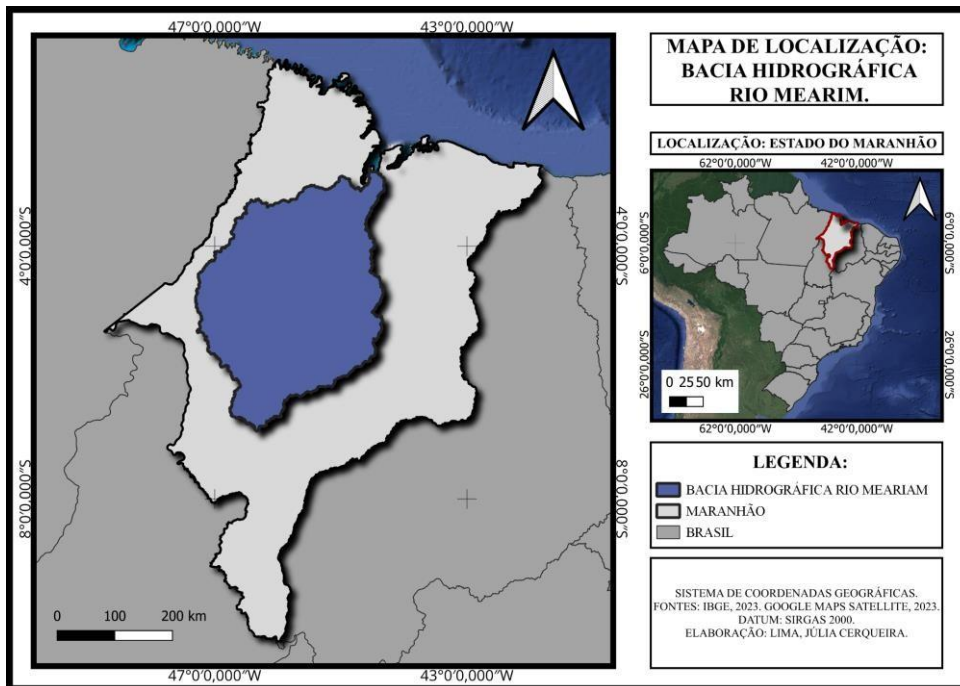 47°0′0,000″W 43°0′0,000″W
4°0′0,000″S
4°0′0,000″S
8°0′0,000″S
8°0′0,000″S
0 100 200 km
47°0′0,000″W 43°0′0,000″W
MAPA DE LOCALIZAÇÃO:
BACIA HIDROGRÁFICA
RIO MEARIM.
LOCALIZAÇÃO: ESTADO DO MARANHÃO
62°0′0,000″W 42°0′0,000″W
6°0′0,000″S
6°0′0,000″S
26°0′0,000″S
26°0′0,000″S
0 25 50 km
62°0′0,000″W 42°0′0,000″W
LEGENDA:
BACIA HIDROGRÁFICA RIO MEARIAM
MARANHÃO
BRASIL
SISTEMA DE COORDENADAS GEOGRÁFICAS.
FONTES: IBGE, 2023. GOOGLE MAPS SATELLITE, 2023.
DATUM: SIRGAS 2000.
ELABORAÇÃO: LIMA, JÚLIA CERQUEIRA.